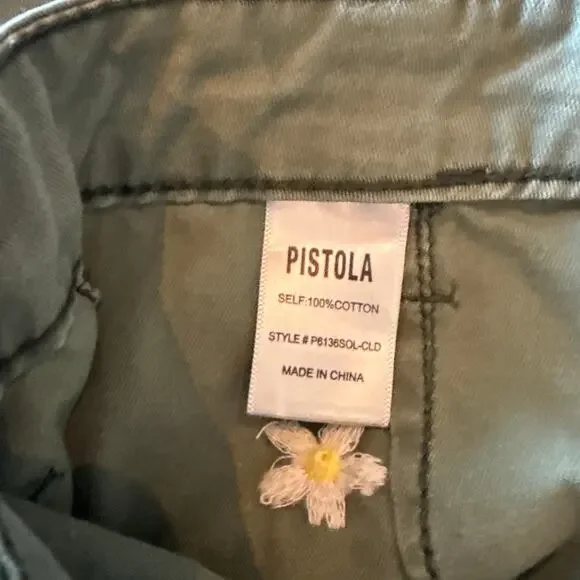 PISTOLA
SELF:100%COTTON
STYLE # P6136SOL-CLD
MADE IN CHINA